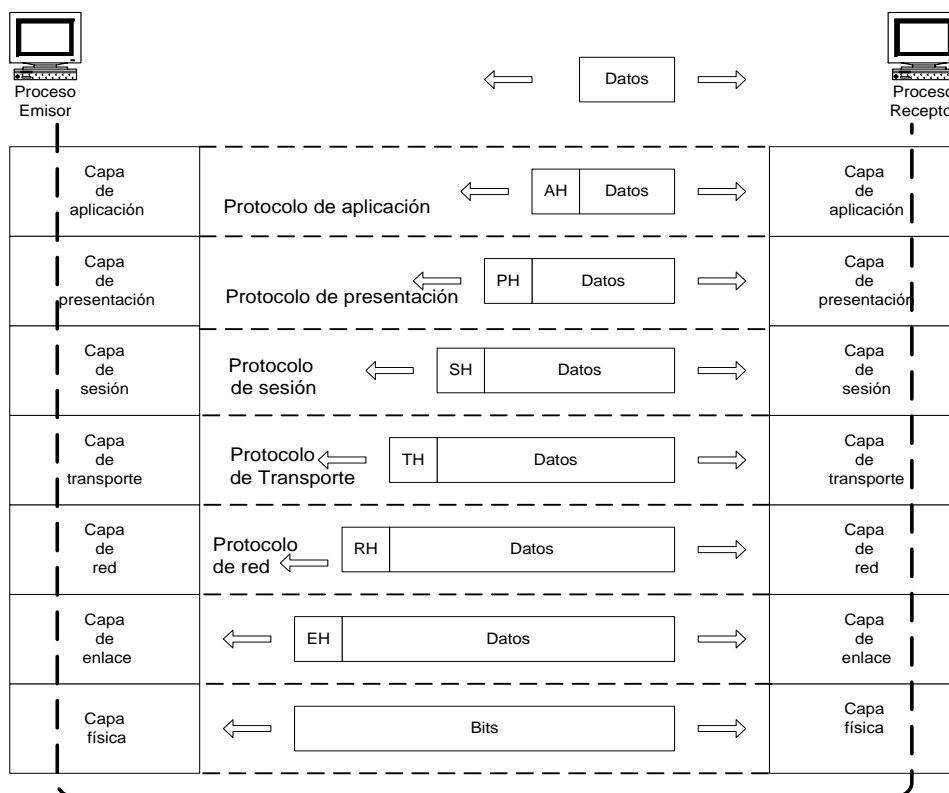 Proceso
Emisor
Datos
Proceso
Recepto
Capa
de
aplicación
Protocolo de aplicación
AH
Datos
Capa
de
aplicación
Capa
de
presentación
Protocolo de presentación
PH
Datos
Capa
de
presentación
Capa
de
sesión
Protocolo
de sesión
SH
Datos
Capa
de
sesión
Capa
de
transporte
Protocolo
de Transporte
TH
Datos
Capa
de
transporte
Capa
de
red
Protocolo
de red
RH
Datos
Capa
de
red
Capa
de
enlace
EH
Datos
Capa
de
enlace
Capa
física
Bits
Capa
física